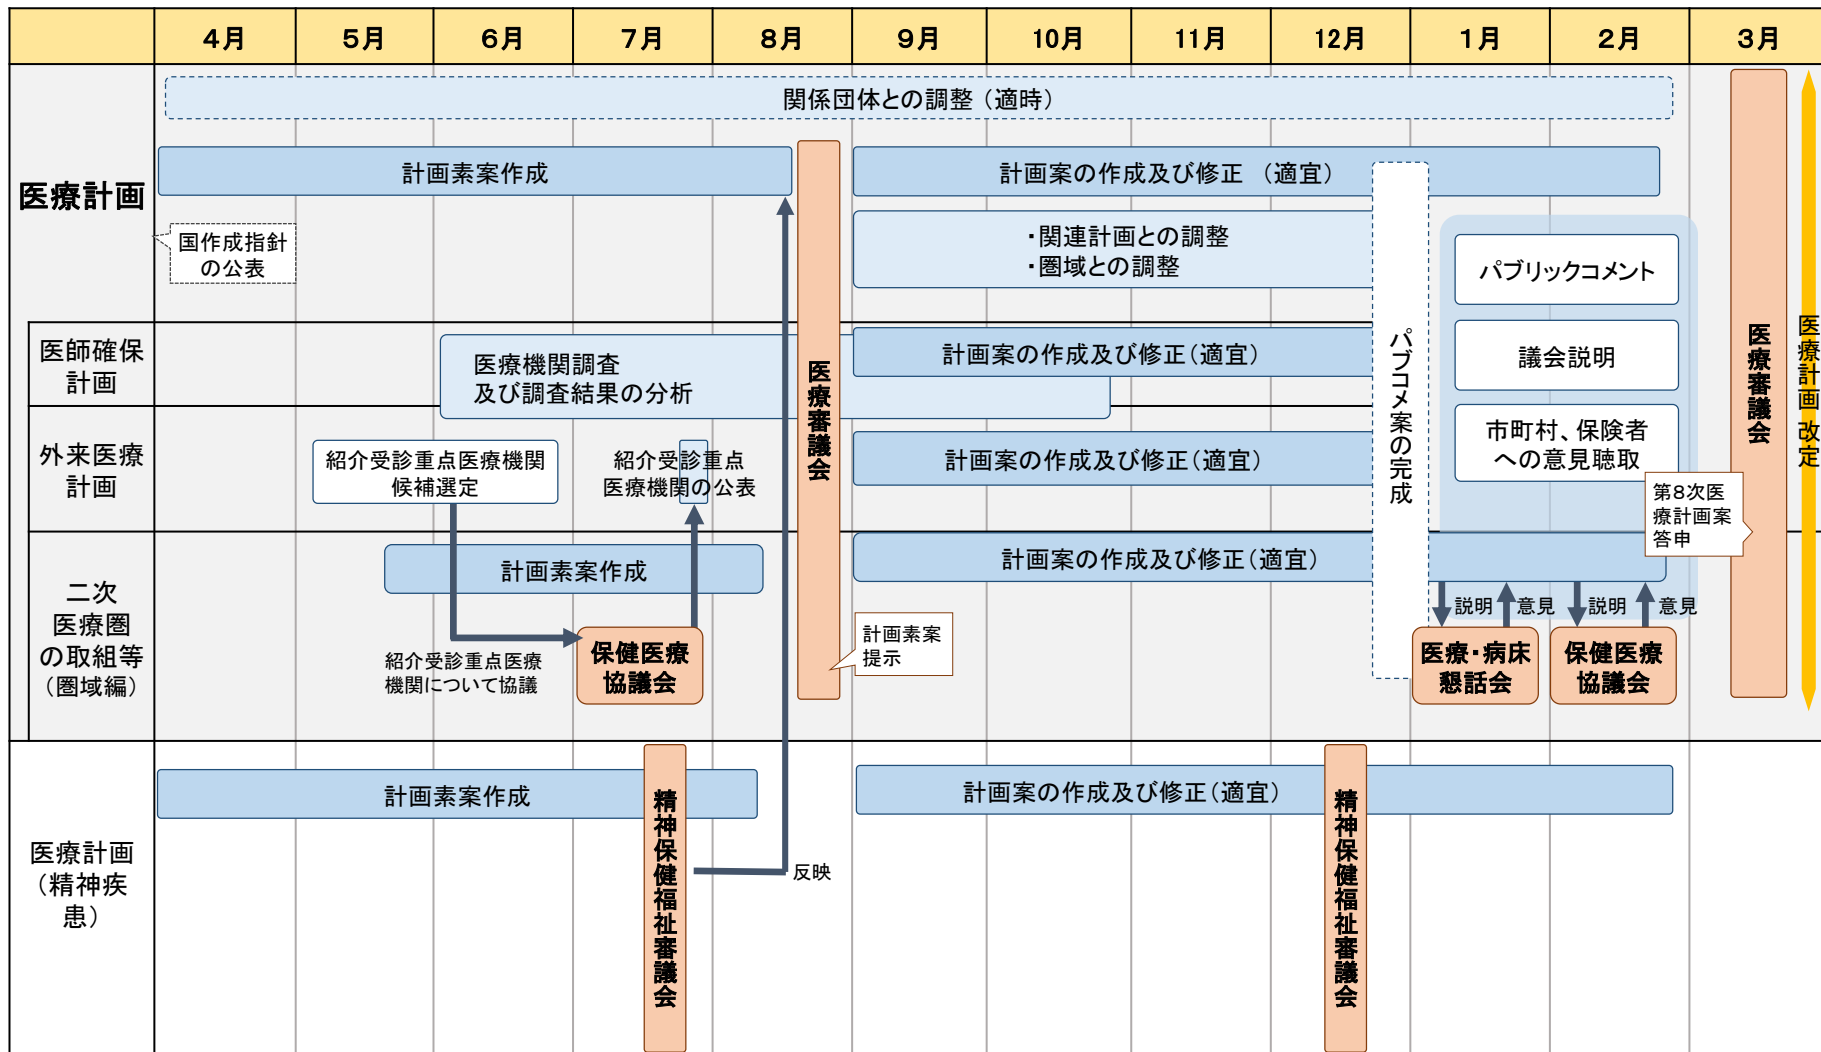 4月
5月
6月
7月
8月
9月
10月
11月
12月
1月
2月
3月
医療計画
関係団体との調整（適時）
計画素案作成
計画案の作成及び修正 （適宜）
国作成指針
の公表
・関連計画との調整
・圏域との調整
パブコメ案の完成
パブリックコメント
議会説明
市町村、保険者
への意見聴取
医療審議会
医療審議会
医療計画 改定
第8次医
療計画案
答申
医師確保
計画
医療機関調査
及び調査結果の分析
計画案の作成及び修正（適宜）
外来医療
計画
紹介受診重点医療機関
候補選定
紹介受診重点
医療機関の公表
計画案の作成及び修正（適宜）
二次
医療圏
の取組等
（圏域編）
計画素案作成
計画案の作成及び修正（適宜）
紹介受診重点医療
機関について協議
保健医療
協議会
計画素案
提示
説明
意見
説明
意見
医療・病床
懇話会
保健医療
協議会
医療計画
（精神疾
患）
計画素案作成
精神保健福祉審議会
反映
計画案の作成及び修正（適宜）
精神保健福祉審議会